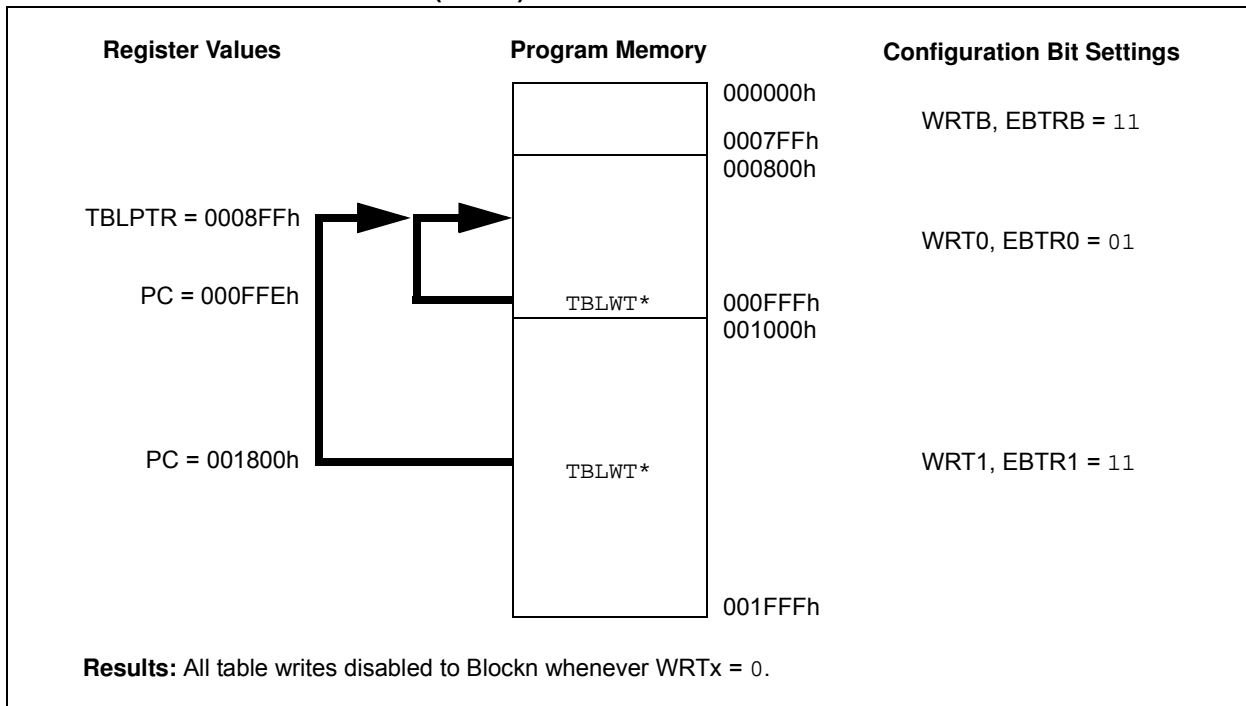 Register Values Program Memory Configuration Bit Settings
000000h
WRTB, EBTRB = 11
0007FFh
000800h
TBLPTR = 0008FFh
WRT0, EBTR0 = 01
PC = 000FFEh TBLWT* 000FFFh
001000h
PC = 001800h TBLWT* WRT1, EBTR1 = 11
001FFFh
Results: All table writes disabled to Blockn whenever WRTx = 0.